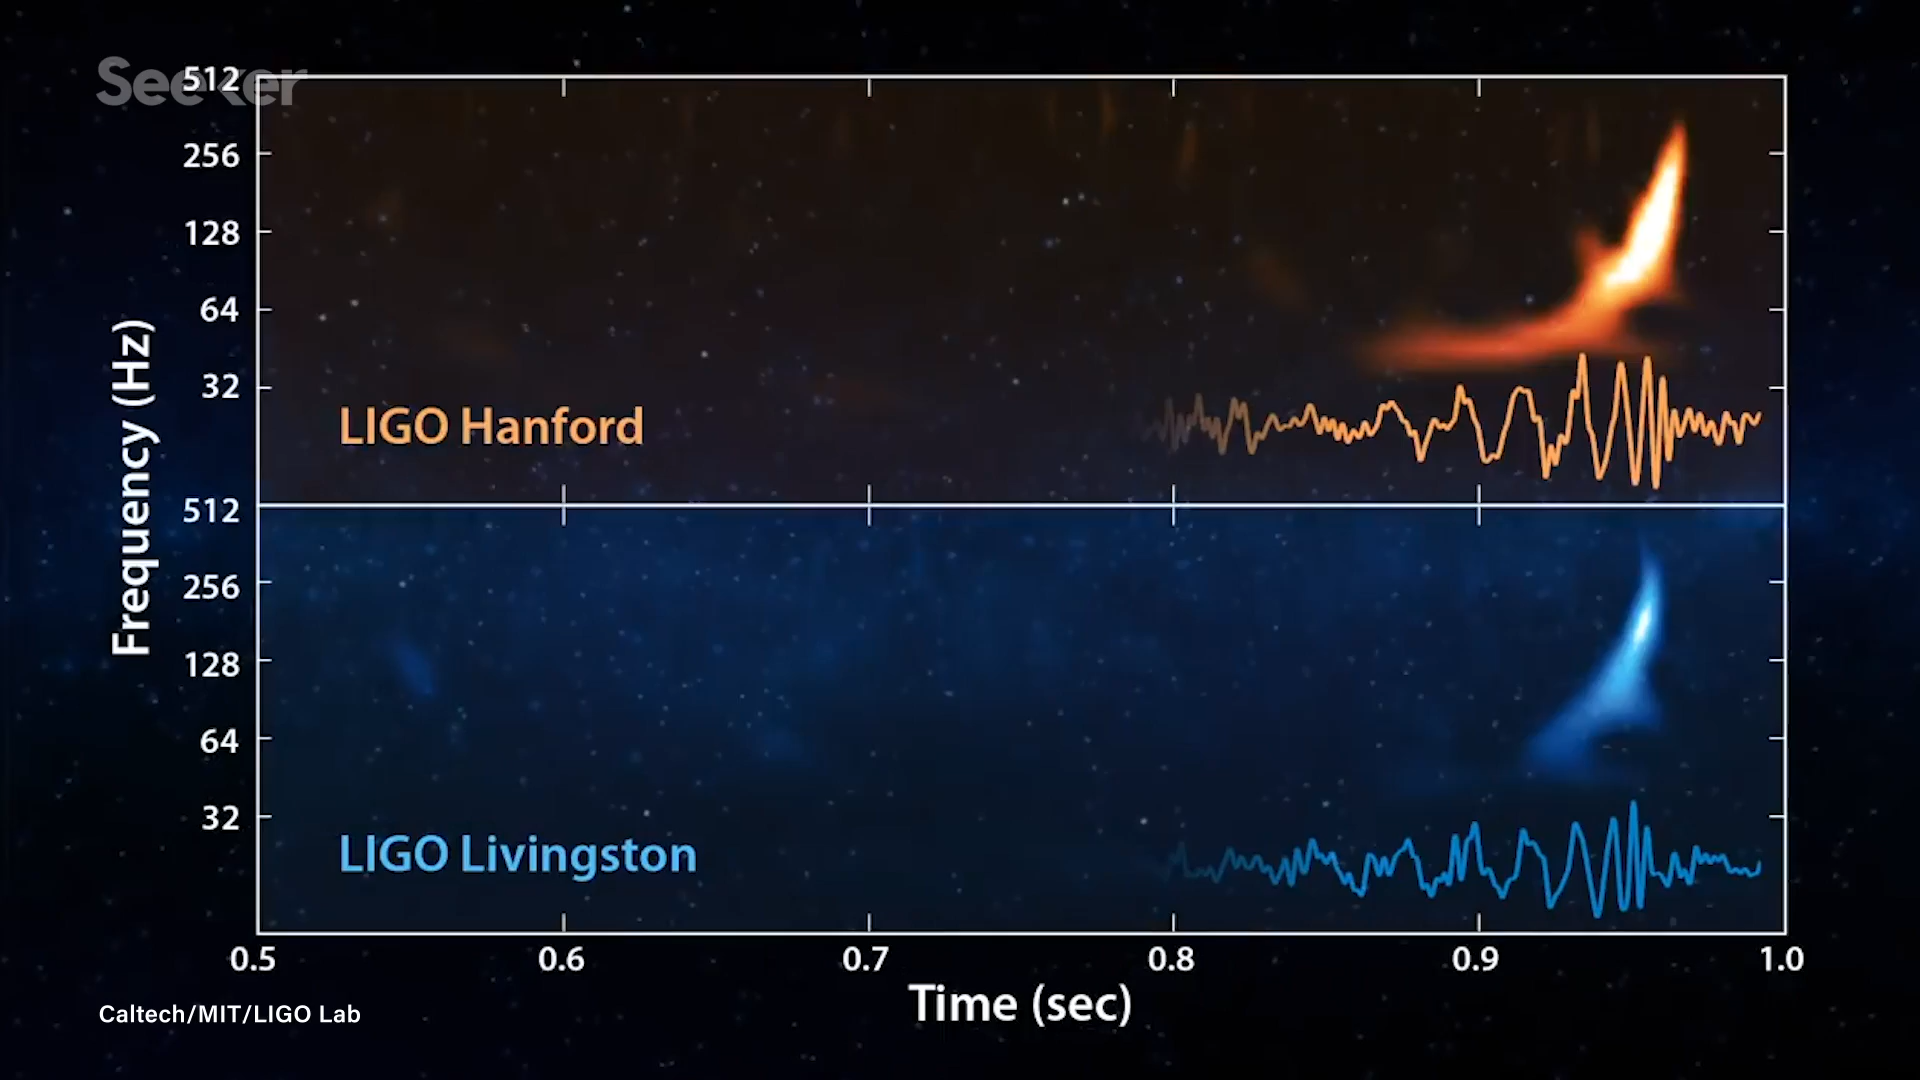 Seeker
512
256
128
64
32
LIGO Hanford
512
256
128
64
32
LIGO Livingston
Frequency (Hz)
0.5 0.6 0.7 0.8 0.9 1.0
Time (sec)
Caltech/MIT/LIGO Lab